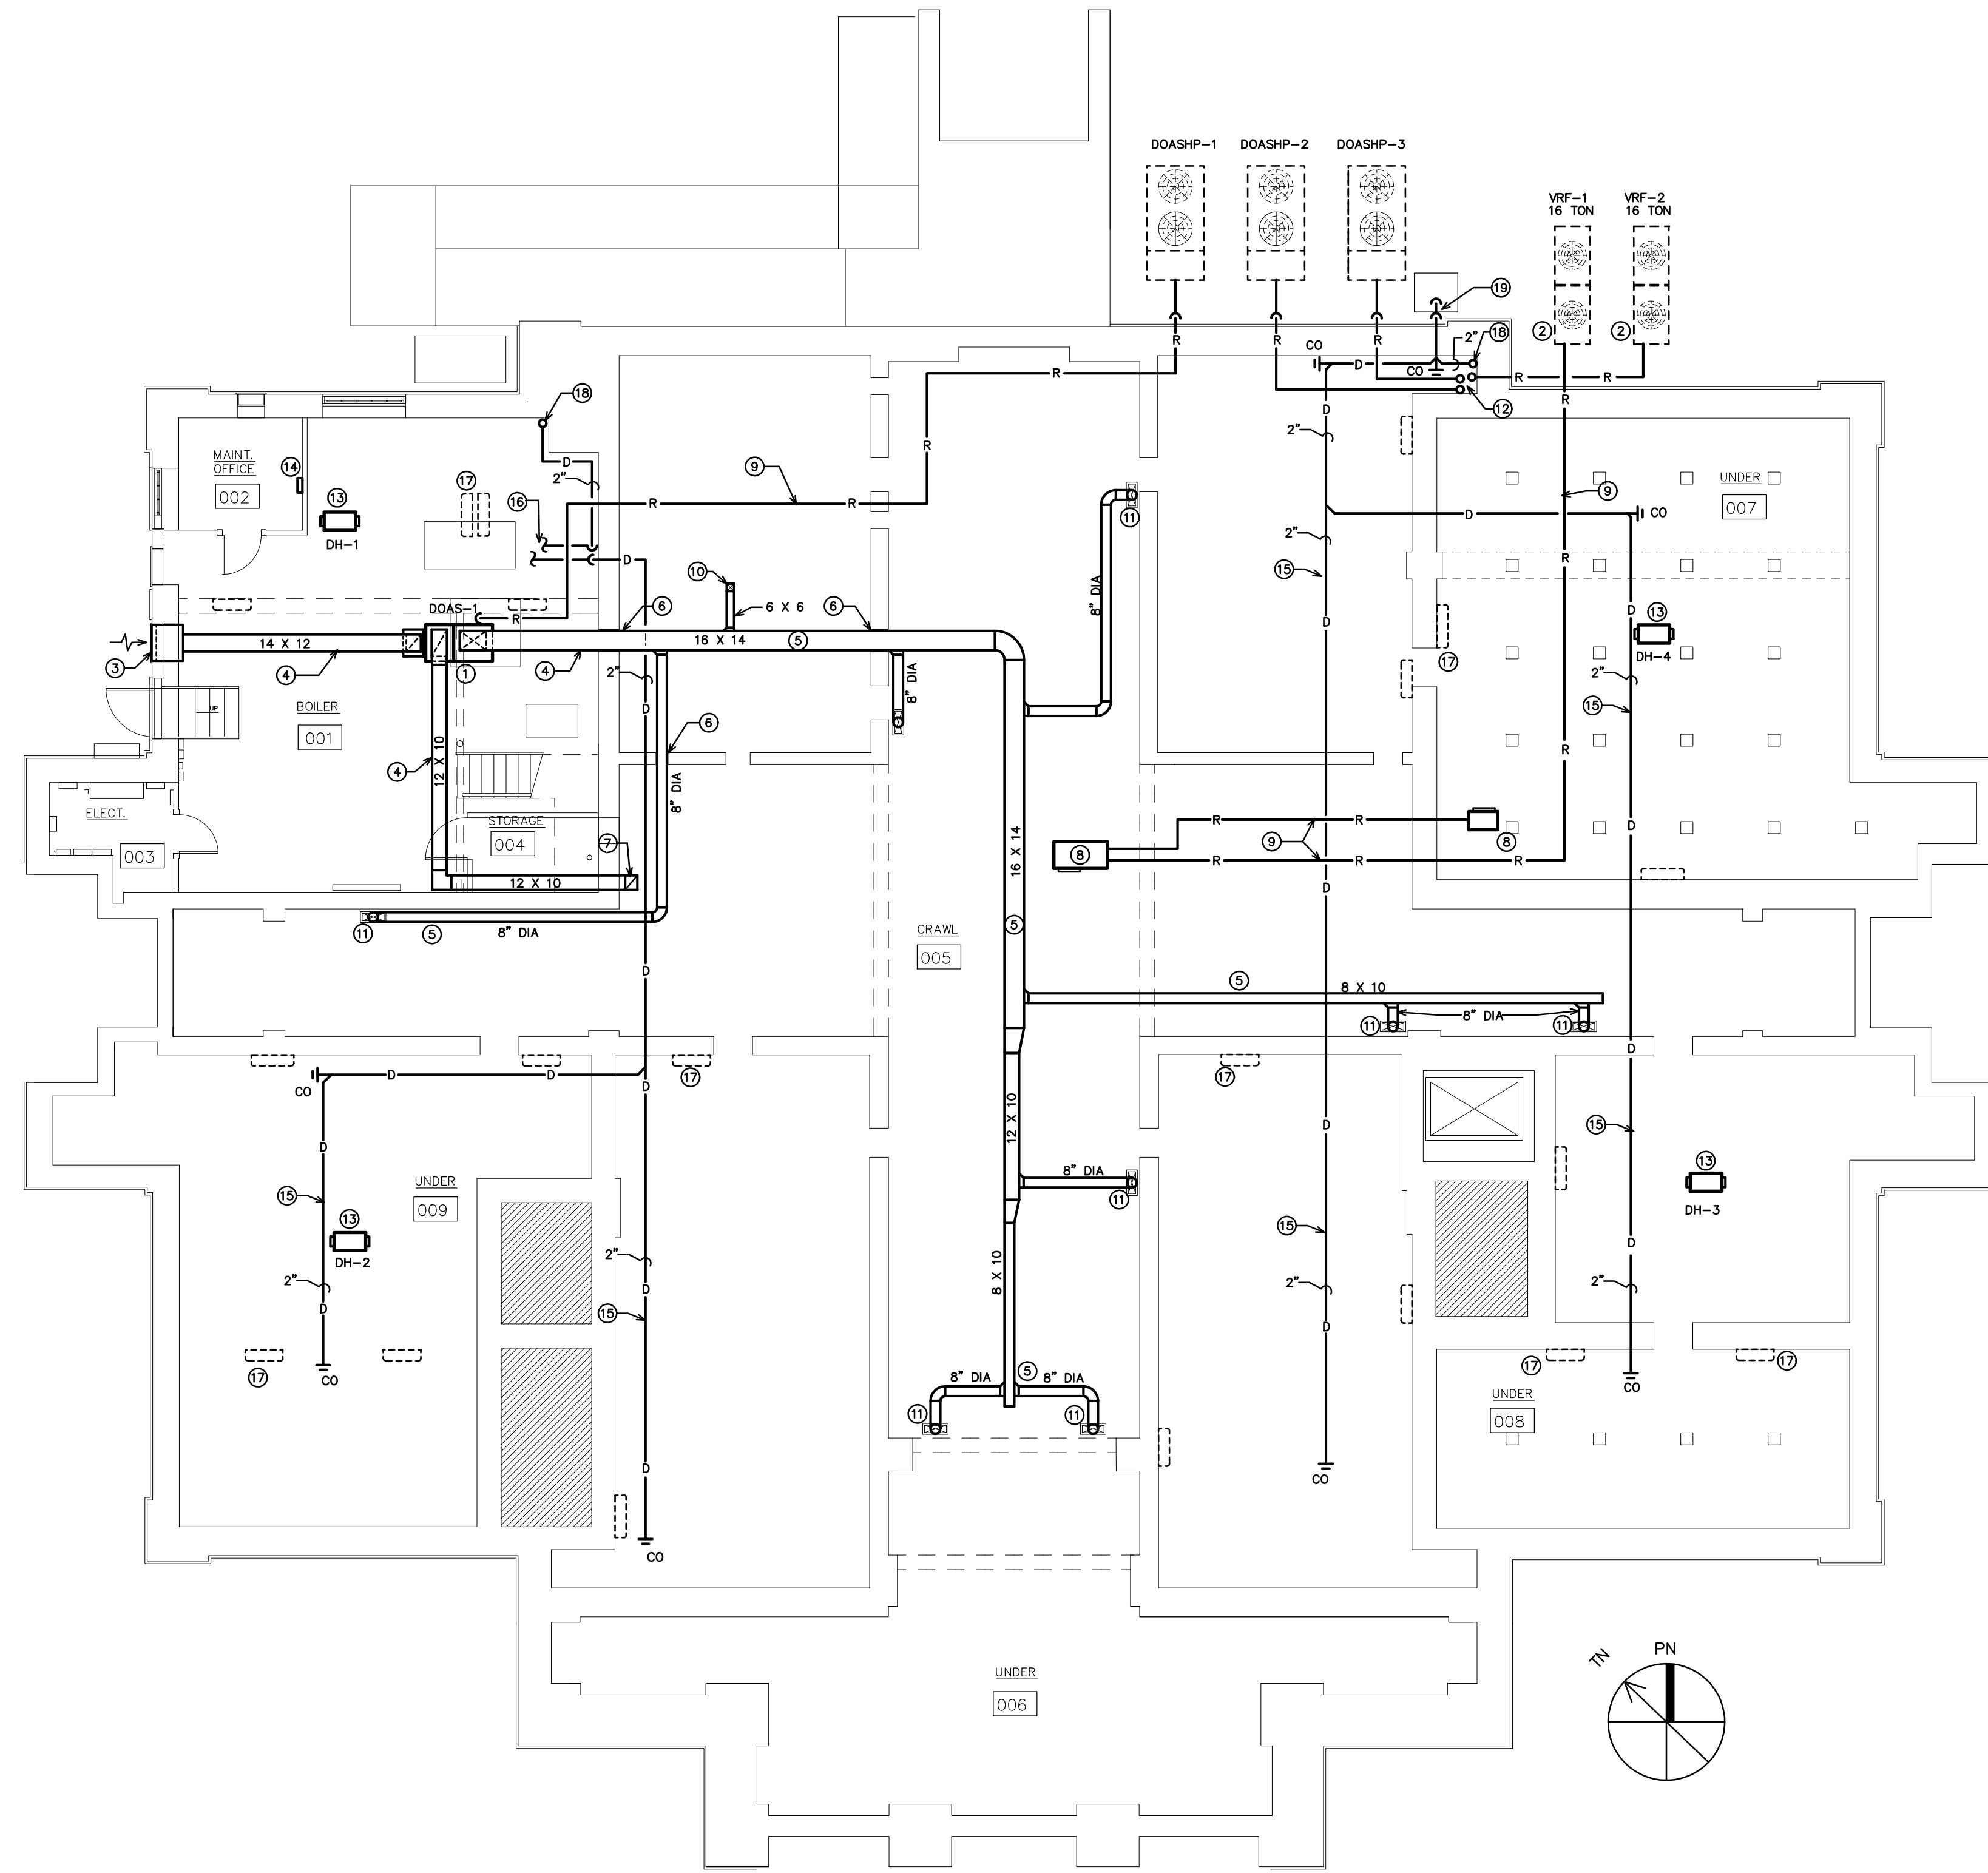 DOASHP-1 DOASHP-2 DOASHP-3
VRF-1
16 TON
VRF-2
16 TON
19
2 2
R R R
2" 18
CO D
R CO R R
12 R
18
D 2"
MAINT.
OFFICE
002
14
13
DH-1
17
16
D
9
R R R
11
D
2"
2"
15
D CO
9
UNDER
007
R
10
6 X 6
8" DIA
DOAS-1
R
6 6
3
14 X 12
4
1
16 X 14
5
4
2"
8" DIA
D
D
17
D
13
DH-4
2"
15
BOILER
001
UP
4
12 X 10
6
8" DIA
D
R
ELECT.
003
STORAGE
004
7
12 X 10
11
5
8" DIA
16 X 14
8
R R
9
R R R
8
D
D
CRAWL
005
5
D
5
8 X 10
11 8" DIA 11
D
CO
D D
17
D
17
D
D
12 X 10
15
UNDER
009
13
DH-2
2"
D
17
CO
8" DIA
11
2"
D
15
D
CO
8 X 10
15
2"
D
CO
15
13
DH-3
D
2"
17 17
CO
UNDER
008
8" DIA 5 8" DIA
11 11
UNDER
006
TN PN